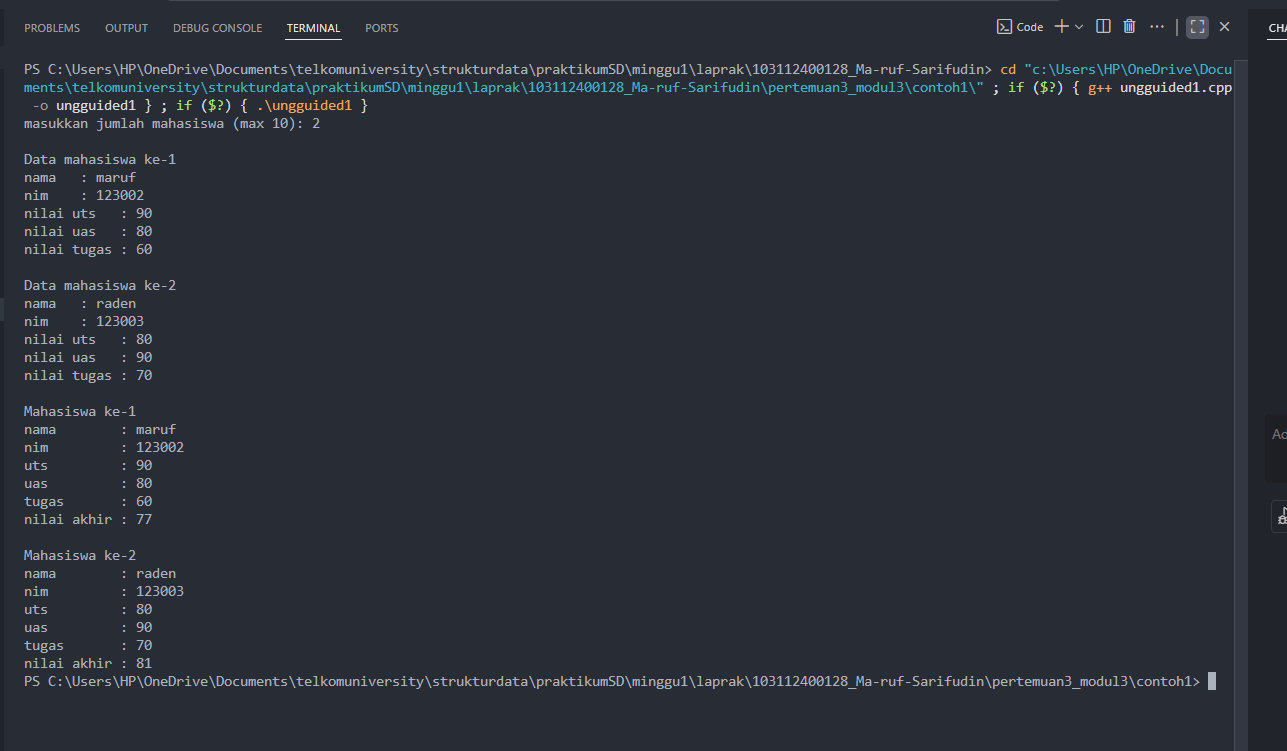 PROBLEMS OUTPUT DEBUG CONSOLE TERMINAL PORTS Code
PS C:\Users\HP\OneDrive\Documents\telkomuniversity\strukturdata\praktikumSD\minggu1\laprak\103112400128_Ma-ruf-Sarifudin> cd "c:\Users\HP\OneDrive\Docu
ments\telkomuniversity\strukturdata\praktikumSD\minggu1\laprak\103112400128_Ma-ruf-Sarifudin\pertemuan3_modul3\contoh1\" ; if ($?) { g++ ungguided1.cpp
-o ungguided1 } ; if ($?) { .\ungguided1 }
masukkan jumlah mahasiswa (max 10): 2
Data mahasiswa ke-1
nama : maruf
nim : 123002
nilai uts : 90
nilai uas : 80
nilai tugas : 60
Data mahasiswa ke-2
nama : raden
nim : 123003
nilai uts : 80
nilai uas : 90
nilai tugas : 70
Mahasiswa ke-1
nama : maruf
nim : 123002
uts : 90
uas : 80
tugas : 60
nilai akhir : 77
Mahasiswa ke-2
nama : raden
nim : 123003
uts : 80
uas : 90
tugas : 70
nilai akhir : 81
PS C:\Users\HP\OneDrive\Documents\telkomuniversity\strukturdata\praktikumSD\minggu1\laprak\103112400128_Ma-ruf-Sarifudin\pertemuan3_modul3\contoh1>